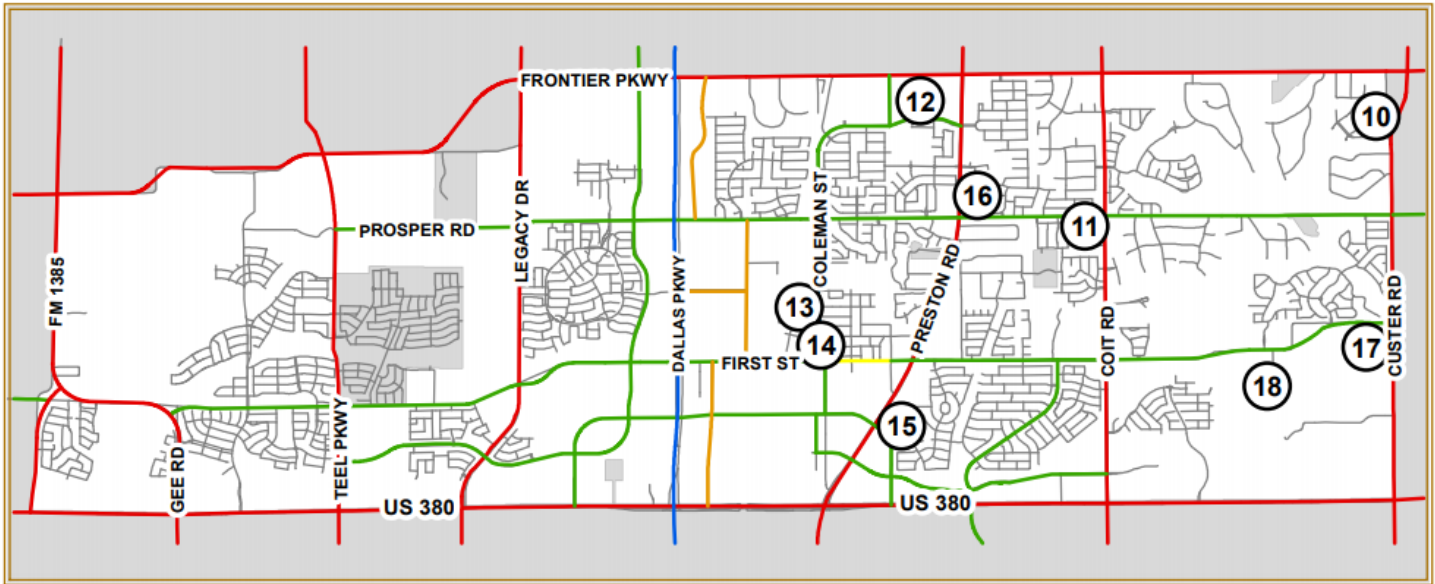 FRONTIER PKWY
12
10
COLEMAN ST
16
LEGACY DR
PROSPER RD
11
FM 1385
DALLAS PKWY
PRESTON RD
13
COIT RD
CUSTER RD
14
FIRST ST
17
18
15
TEEL PKWY
GEE RD
US 380
US 380